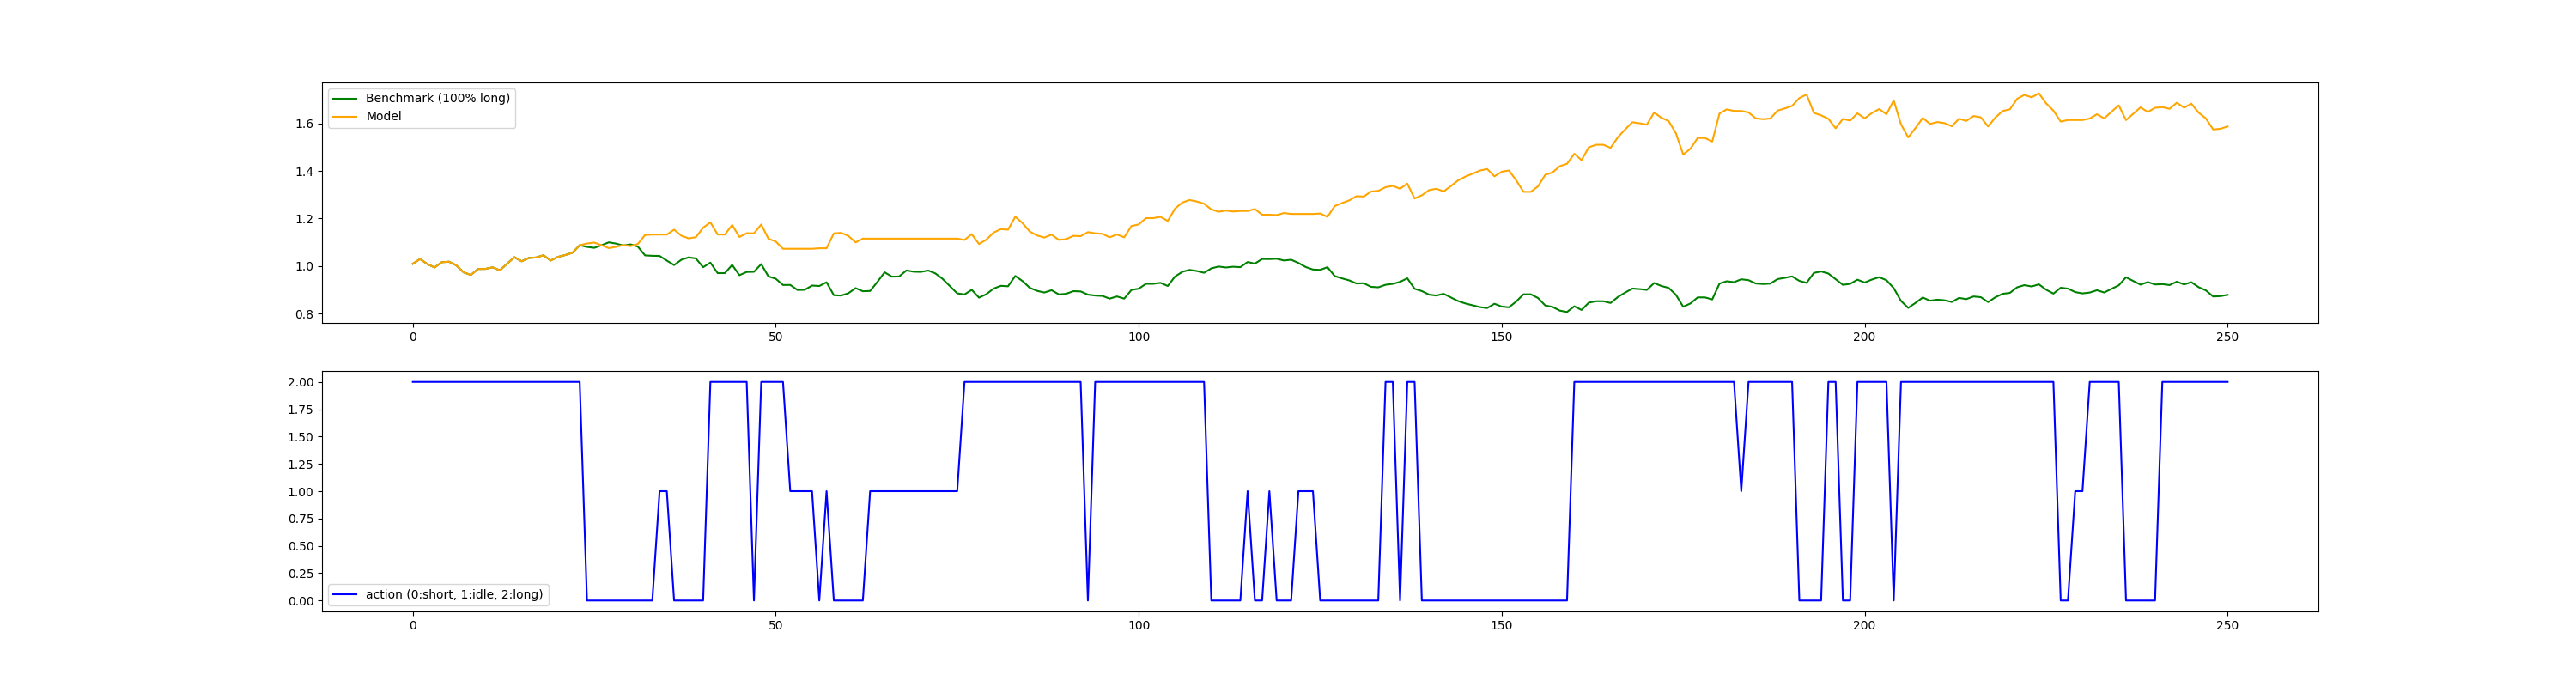 Benchmark (100% long)
Model
1.6
1.4
1.2
1.0
0.8
0 50 100 150 200 250
2.00
1.75
1.50
1.25
1.00
0.75
0.50
0.25
0.00
action (0:short, 1:idle, 2:long)
0 50 100 150 200 250